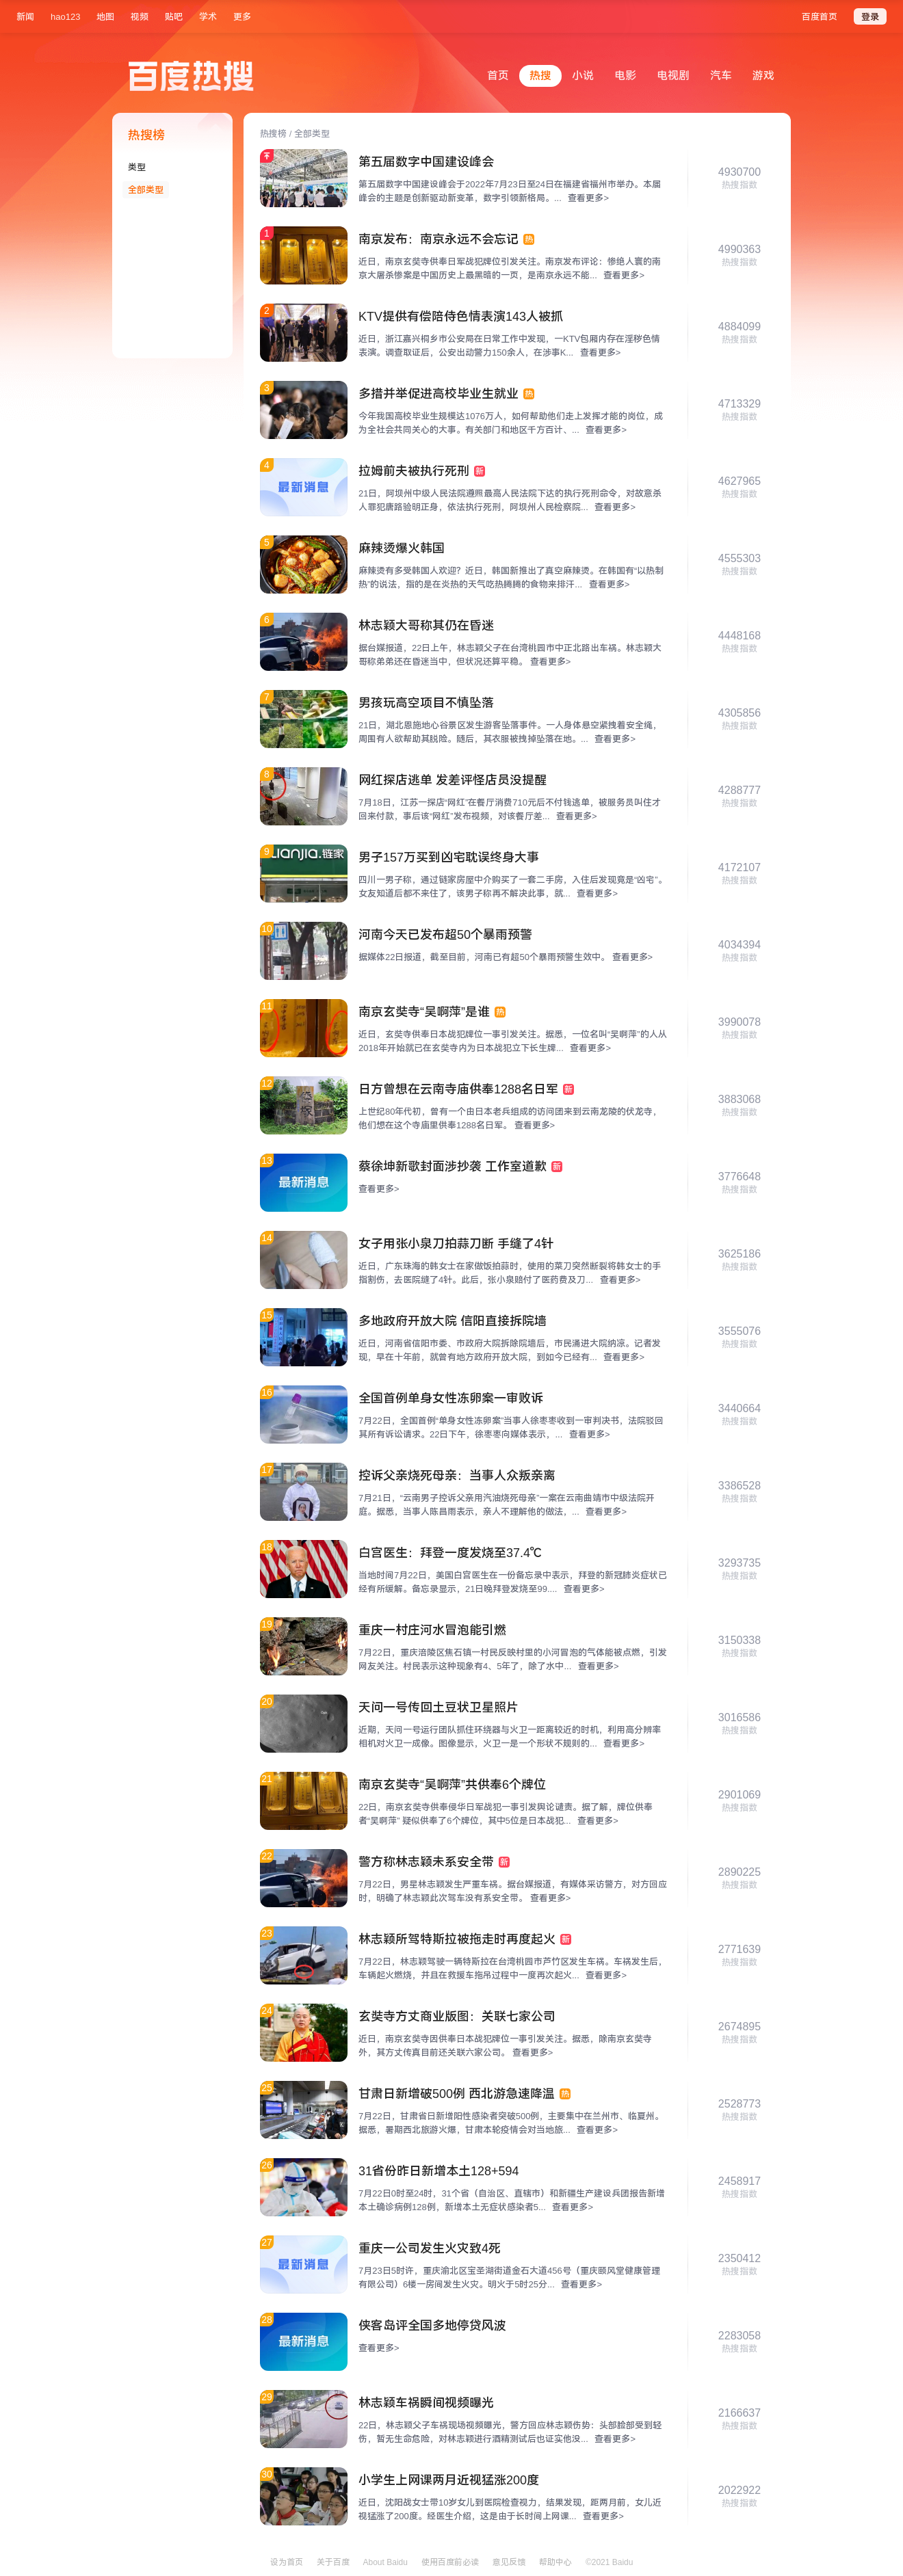 新闻 hao123 地图 视频 贴吧 学术 更多 百度首页 登录
百度热搜
首页 热搜 小说 电影 电视剧 汽车 游戏
热搜榜
类型
全部类型
热搜榜 / 全部类型
第五届数字中国建设峰会
第五届数字中国建设峰会于2022年7月23日至24日在福建省福州市举办。本届
峰会的主题是创新驱动新变革，数字引领新格局。... 查看更多>
4930700
热搜指数
1
南京发布：南京永远不会忘记 热
近日，南京玄奘寺供奉日军战犯牌位引发关注。南京发布评论：惨绝人寰的南
京大屠杀惨案是中国历史上最黑暗的一页，是南京永远不能... 查看更多>
4990363
热搜指数
2
KTV提供有偿陪侍色情表演143人被抓
近日，浙江嘉兴桐乡市公安局在日常工作中发现，一KTV包厢内存在淫秽色情
表演。调查取证后，公安出动警力150余人，在涉事K... 查看更多>
4884099
热搜指数
3
多措并举促进高校毕业生就业 热
今年我国高校毕业生规模达1076万人，如何帮助他们走上发挥才能的岗位，成
为全社会共同关心的大事。有关部门和地区千方百计、... 查看更多>
4713329
热搜指数
4
最新消息
拉姆前夫被执行死刑 新
21日，阿坝州中级人民法院遵照最高人民法院下达的执行死刑命令，对故意杀
人罪犯唐路验明正身，依法执行死刑，阿坝州人民检察院... 查看更多>
4627965
热搜指数
5
麻辣烫爆火韩国
麻辣烫有多受韩国人欢迎？近日，韩国新推出了真空麻辣烫。在韩国有“以热制
热”的说法，指的是在炎热的天气吃热腾腾的食物来排汗... 查看更多>
4555303
热搜指数
6
林志颖大哥称其仍在昏迷
据台媒报道，22日上午，林志颖父子在台湾桃园市中正北路出车祸。林志颖大
哥称弟弟还在昏迷当中，但状况还算平稳。 查看更多>
4448168
热搜指数
7
男孩玩高空项目不慎坠落
21日，湖北恩施地心谷景区发生游客坠落事件。一人身体悬空紧拽着安全绳，
周围有人欲帮助其脱险。随后，其衣服被拽掉坠落在地。... 查看更多>
4305856
热搜指数
8
网红探店逃单 发差评怪店员没提醒
7月18日，江苏一探店“网红”在餐厅消费710元后不付钱逃单，被服务员叫住才
回来付款，事后该“网红”发布视频，对该餐厅差... 查看更多>
4288777
热搜指数
9
Lianjia.链家
男子157万买到凶宅耽误终身大事
四川一男子称，通过链家房屋中介购买了一套二手房，入住后发现竟是“凶宅”。
女友知道后都不来住了，该男子称再不解决此事，就... 查看更多>
4172107
热搜指数
10
河南今天已发布超50个暴雨预警
据媒体22日报道，截至目前，河南已有超50个暴雨预警生效中。 查看更多>
4034394
热搜指数
11
南京玄奘寺“吴啊萍”是谁 热
近日，玄奘寺供奉日本战犯牌位一事引发关注。据悉，一位名叫“吴啊萍”的人从
2018年开始就已在玄奘寺内为日本战犯立下长生牌... 查看更多>
3990078
热搜指数
12
日方曾想在云南寺庙供奉1288名日军 新
上世纪80年代初，曾有一个由日本老兵组成的访问团来到云南龙陵的伏龙寺，
他们想在这个寺庙里供奉1288名日军。 查看更多>
3883068
热搜指数
13
最新消息
蔡徐坤新歌封面涉抄袭 工作室道歉 新
查看更多>
3776648
热搜指数
14
女子用张小泉刀拍蒜刀断 手缝了4针
近日，广东珠海的韩女士在家做饭拍蒜时，使用的菜刀突然断裂将韩女士的手
指割伤，去医院缝了4针。此后，张小泉赔付了医药费及刀... 查看更多>
3625186
热搜指数
15
多地政府开放大院 信阳直接拆院墙
近日，河南省信阳市委、市政府大院拆除院墙后，市民涌进大院纳凉。记者发
现，早在十年前，就曾有地方政府开放大院，到如今已经有... 查看更多>
3555076
热搜指数
16
全国首例单身女性冻卵案一审败诉
7月22日，全国首例“单身女性冻卵案”当事人徐枣枣收到一审判决书，法院驳回
其所有诉讼请求。22日下午，徐枣枣向媒体表示，... 查看更多>
3440664
热搜指数
17
控诉父亲烧死母亲：当事人众叛亲离
7月21日，“云南男子控诉父亲用汽油烧死母亲”一案在云南曲靖市中级法院开
庭。据悉，当事人陈昌雨表示，亲人不理解他的做法，... 查看更多>
3386528
热搜指数
18
白宫医生：拜登一度发烧至37.4℃
当地时间7月22日，美国白宫医生在一份备忘录中表示，拜登的新冠肺炎症状已
经有所缓解。备忘录显示，21日晚拜登发烧至99.... 查看更多>
3293735
热搜指数
19
重庆一村庄河水冒泡能引燃
7月22日，重庆涪陵区焦石镇一村民反映村里的小河冒泡的气体能被点燃，引发
网友关注。村民表示这种现象有4、5年了，除了水中... 查看更多>
3150338
热搜指数
20
天问一号传回土豆状卫星照片
近期，天问一号运行团队抓住环绕器与火卫一距离较近的时机，利用高分辨率
相机对火卫一成像。图像显示，火卫一是一个形状不规则的... 查看更多>
3016586
热搜指数
21
南京玄奘寺“吴啊萍”共供奉6个牌位
22日，南京玄奘寺供奉侵华日军战犯一事引发舆论谴责。据了解，牌位供奉
者“吴啊萍” 疑似供奉了6个牌位，其中5位是日本战犯... 查看更多>
2901069
热搜指数
22
警方称林志颖未系安全带 新
7月22日，男星林志颖发生严重车祸。据台媒报道，有媒体采访警方，对方回应
时，明确了林志颖此次驾车没有系安全带。 查看更多>
2890225
热搜指数
23
林志颖所驾特斯拉被拖走时再度起火 新
7月22日，林志颖驾驶一辆特斯拉在台湾桃园市芦竹区发生车祸。车祸发生后，
车辆起火燃烧，并且在救援车拖吊过程中一度再次起火... 查看更多>
2771639
热搜指数
24
玄奘寺方丈商业版图：关联七家公司
近日，南京玄奘寺因供奉日本战犯牌位一事引发关注。据悉，除南京玄奘寺
外，其方丈传真目前还关联六家公司。 查看更多>
2674895
热搜指数
25
甘肃日新增破500例 西北游急速降温 热
7月22日，甘肃省日新增阳性感染者突破500例，主要集中在兰州市、临夏州。
据悉，暑期西北旅游火爆，甘肃本轮疫情会对当地旅... 查看更多>
2528773
热搜指数
26
31省份昨日新增本土128+594
7月22日0时至24时，31个省（自治区、直辖市）和新疆生产建设兵团报告新增
本土确诊病例128例，新增本土无症状感染者5... 查看更多>
2458917
热搜指数
27
最新消息
重庆一公司发生火灾致4死
7月23日5时许，重庆渝北区宝圣湖街道金石大道456号（重庆颐风堂健康管理
有限公司）6楼一房间发生火灾。明火于5时25分... 查看更多>
2350412
热搜指数
28
最新消息
侠客岛评全国多地停贷风波
查看更多>
2283058
热搜指数
29
林志颖车祸瞬间视频曝光
22日，林志颖父子车祸现场视频曝光，警方回应林志颖伤势：头部脸部受到轻
伤，暂无生命危险，对林志颖进行酒精测试后也证实他没... 查看更多>
2166637
热搜指数
30
小学生上网课两月近视猛涨200度
近日，沈阳战女士带10岁女儿到医院检查视力，结果发现，距两月前，女儿近
视猛涨了200度。经医生介绍，这是由于长时间上网课... 查看更多>
2022922
热搜指数
设为首页 关于百度 About Baidu 使用百度前必读 意见反馈 帮助中心 ©2021 Baidu